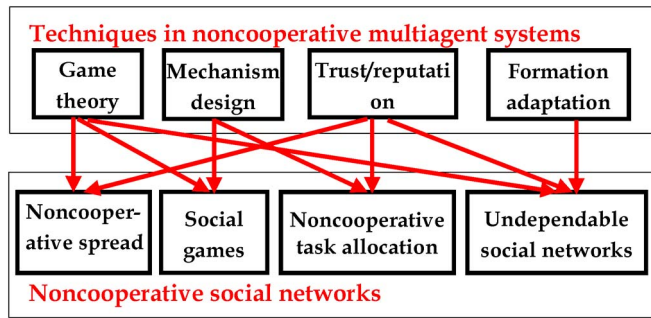 Techniques in noncooperative multiagent systems
Game
theory
Mechanism
design
Trust/reputati
on
Formation
adaptation
Noncooper-
ative spread
Social
games
Noncooperative
task allocation
Undependable
social networks
Noncooperative social networks